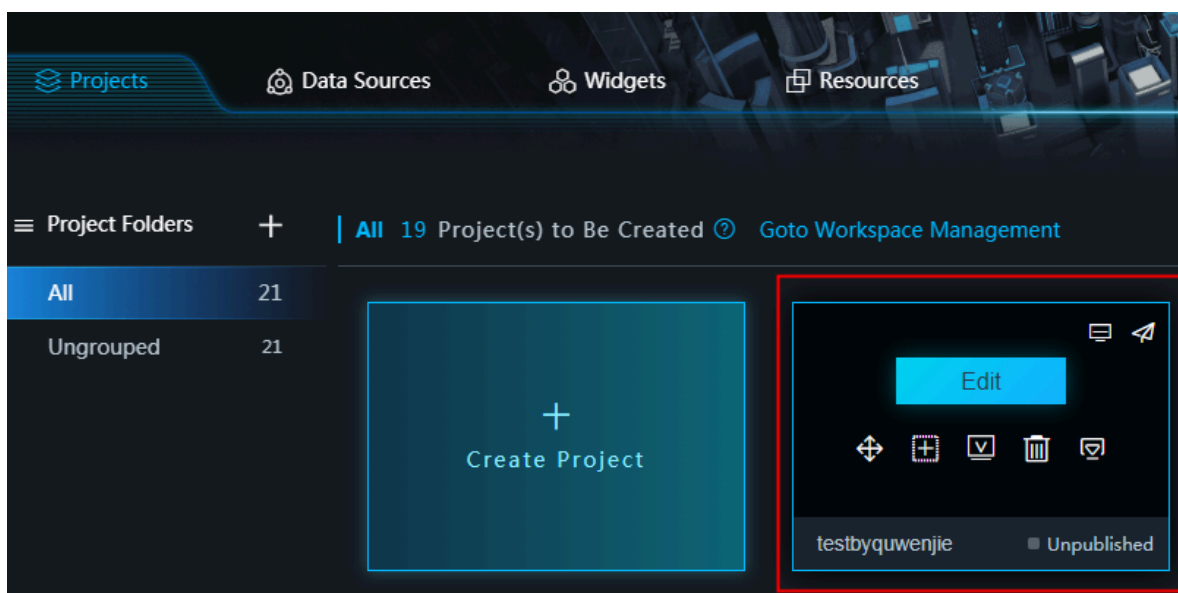 Projects Data Sources Widgets Resources
Project Folders + All 19 Project(s) to Be Created ? Goto Workspace Management
All 21
Ungrouped 21
+
Create Project
Edit
V
testbyquwenjie Unpublished